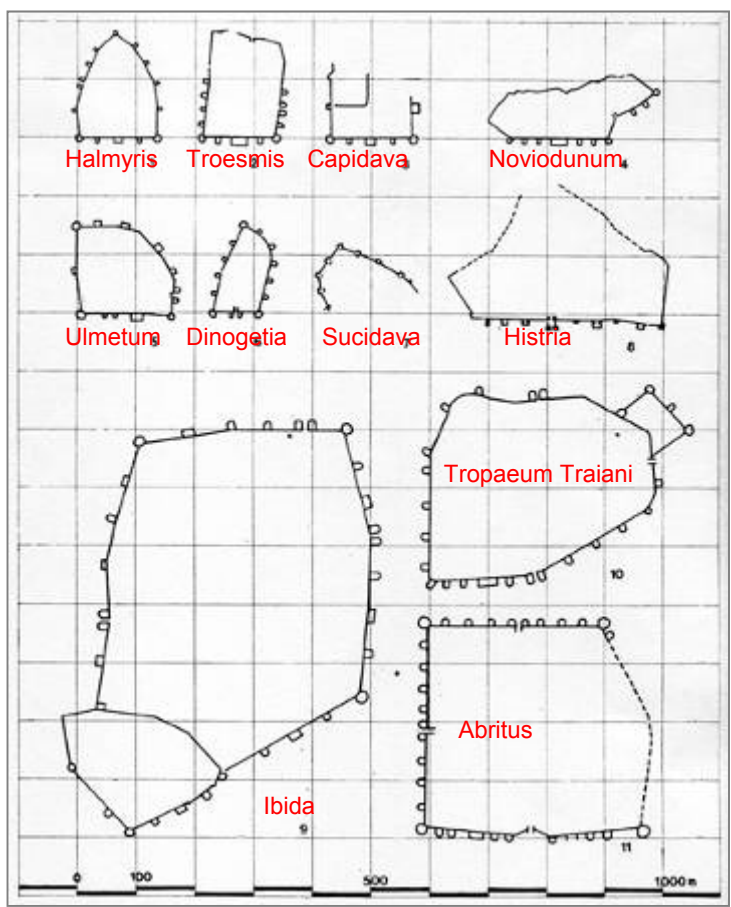 Halmyris
Troesmis
Capidava
Noviodunum
4
Ulmetum
Dinogetia
Sucidava
Histria
8
Tropaeum Traiani
10
Abritus
Ibida
9
11
0 100 500 1000 m